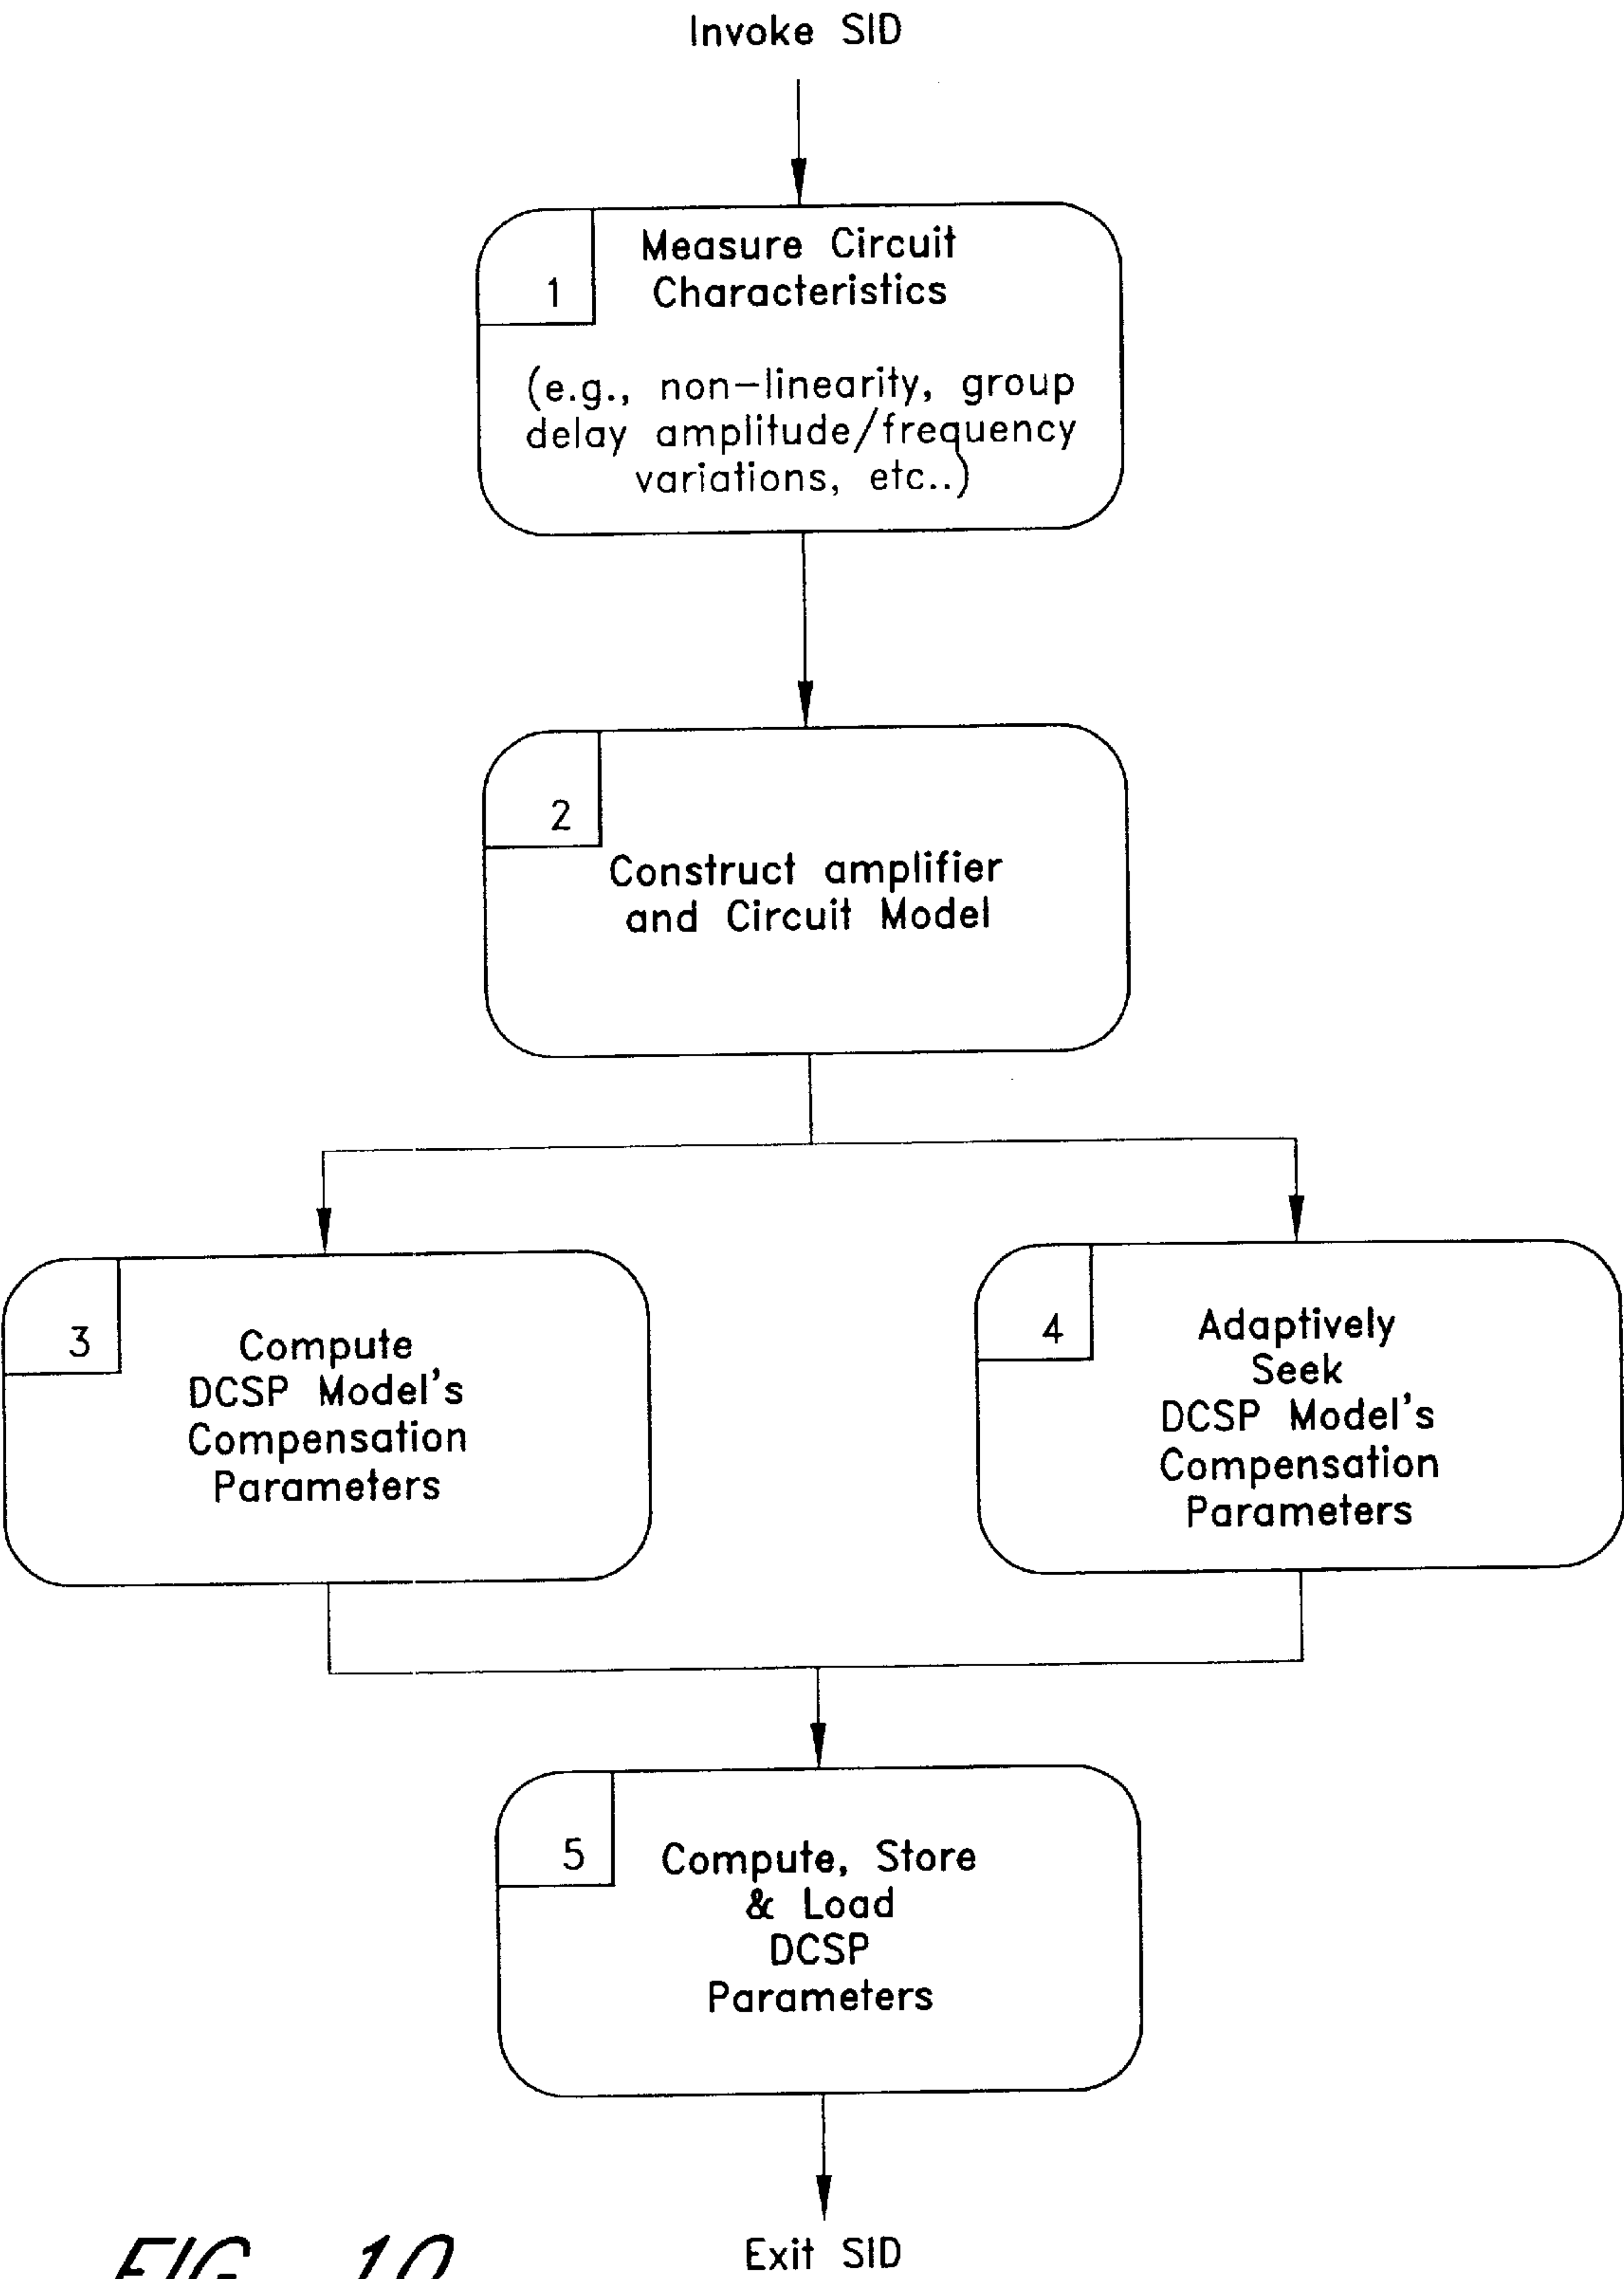 Invoke SID
1
Measure Circuit
Characteristics
(e.g., non-linearity, group
delay amplitude/frequency
variations, etc..)
2
Construct amplifier
and Circuit Model
3
Compute
DCSP Model's
Compensation
Parameters
4
Adaptively
Seek
DCSP Model's
Compensation
Parameters
5
Compute, Store
& Load
DCSP
Parameters
Exit SID
FIG. 10